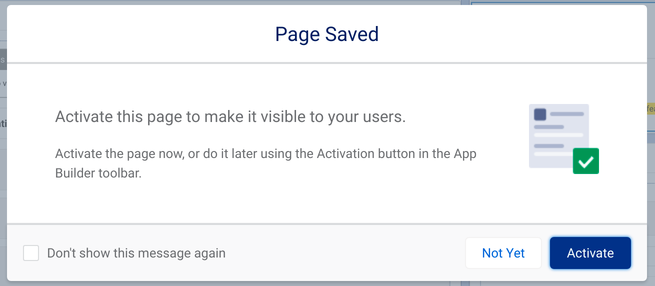 Page Saved
Activate this page to make it visible to your users.
Activate the page now, or do it later using the Activation button in the App
Builder toolbar.
Don't show this message again
Not Yet
Activate